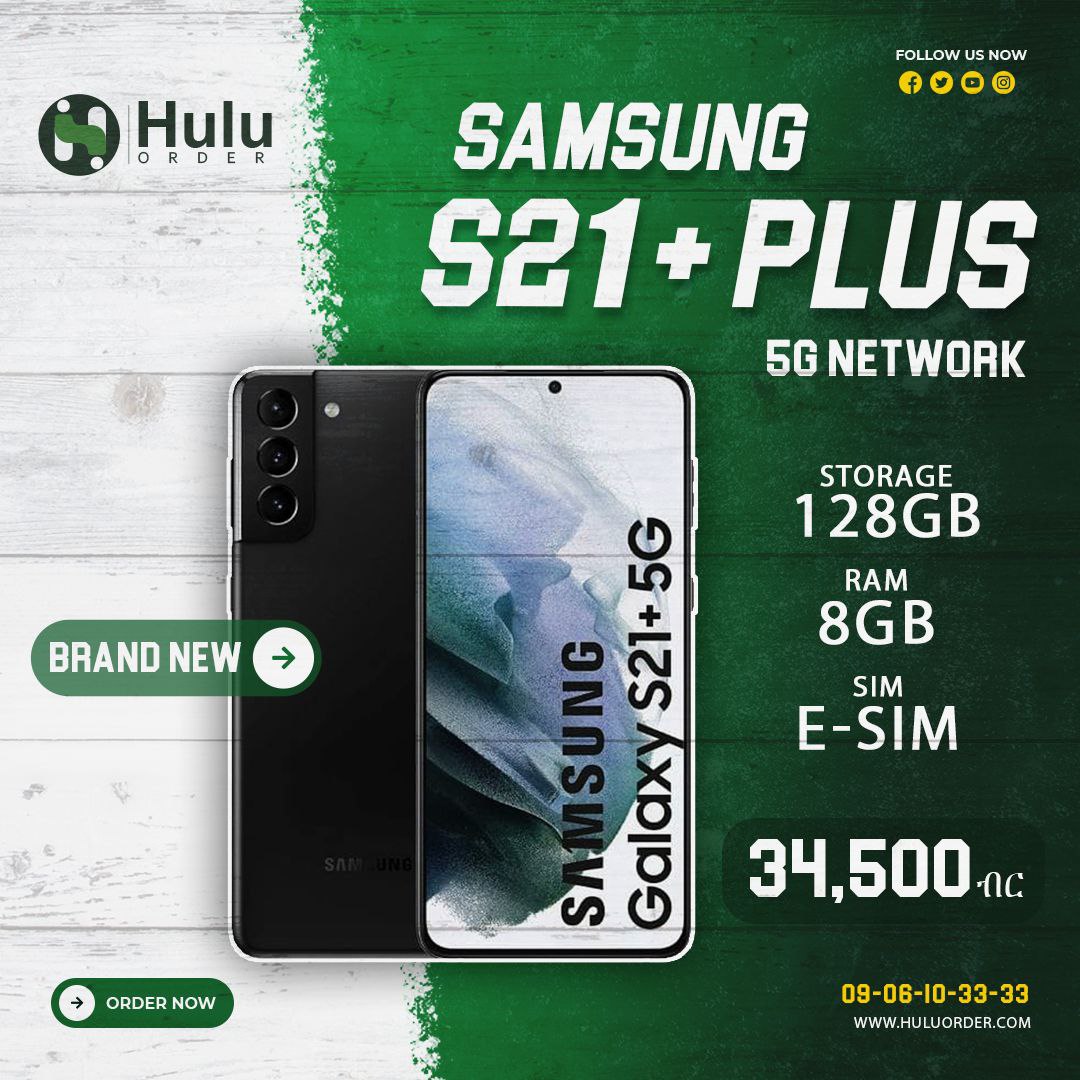 FOLLOW US NOW
Hulu
ORDER
SAMSUNG
S21+ PLUS
5G NETWORK
STORAGE
128GB
RAM
8GB
SIM
E-SIM
BRAND NEW
SAMSUNG
SAMSUNG
Galaxy S21+ 5G
34,500 ብር
ORDER NOW
09-06-10-33-33
WWW.HULUORDER.COM